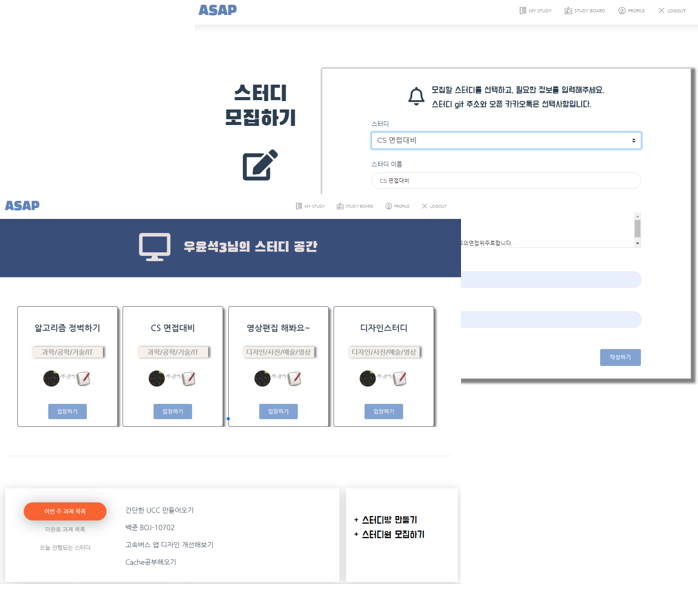 ASAP
MY STUDY
STUDY BOARD
PROFILE
LOGOUT
스터디
모집하기
모집할 스터디를 선택하고, 필요한 정보를 입력해주세요.
스터디 git 주소와 오픈 카카오톡은 선택사항입니다.
스터디
CS 면접대비
스터디 이름
CS 면접대비
면접위주로합니다.
작성하기
ASAP
MY STUDY
STUDY BOARD
PROFILE
LOGOUT
우윤석3님의 스터디 공간
알고리즘 정벅하기
과학/공학/기술/IT
입장하기
CS 면접대비
과학/공학/기술/IT
입장하기
영상편집 해봐요~
디자인/사진/예술/영상
입장하기
디자인스터디
디자인/사진/예술/영상
입장하기
이번 주 과제 목록
미완료 과제 목록
오늘 진행되는 스터디
간단한 UCC 만들어오기
백준 BOJ-10702
고속버스 앱 디자인 개선해보기
Cache공부해오기
+ 스터디방 만들기
+ 스터디원 모집하기